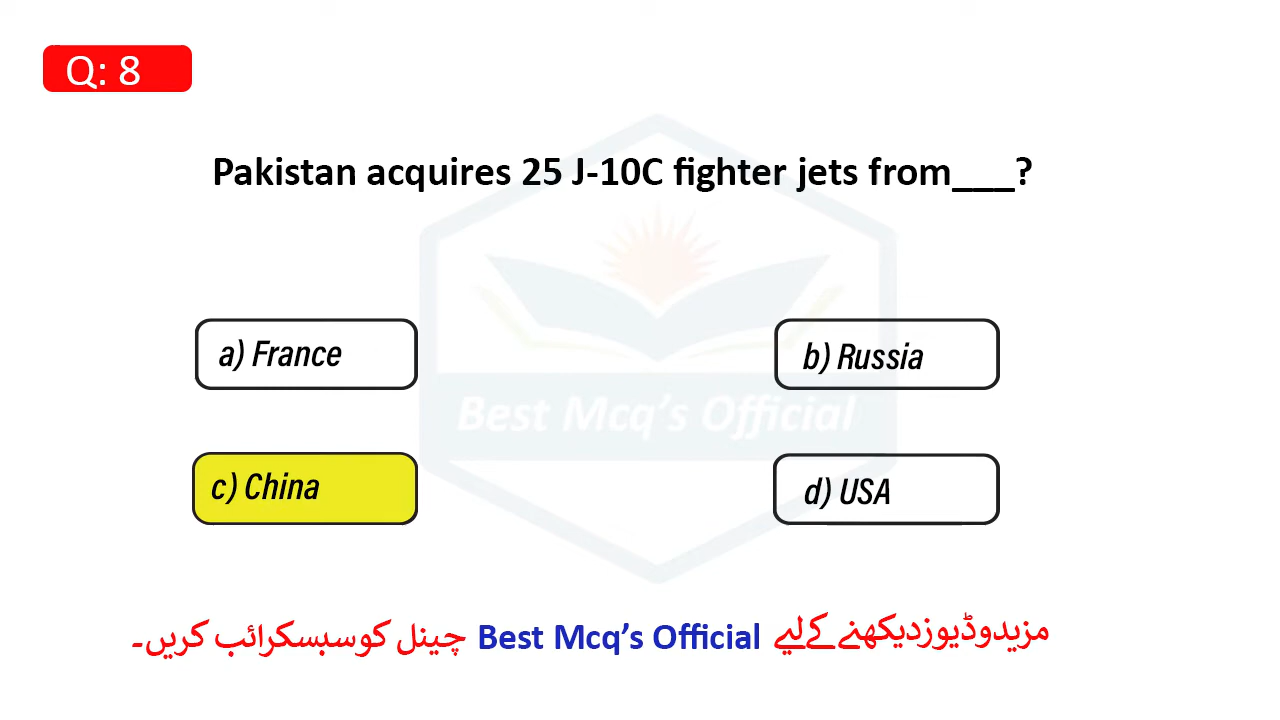 Q: 8
Pakistan acquires 25 J-10C fighter jets from___?
a) France
b) Russia
Best Mcq's Official
c) China
d) USA
مزیدوڈیوزدیکھنے کےلیے Best Mcq's Official چینل کوسبسکرائب کریں۔